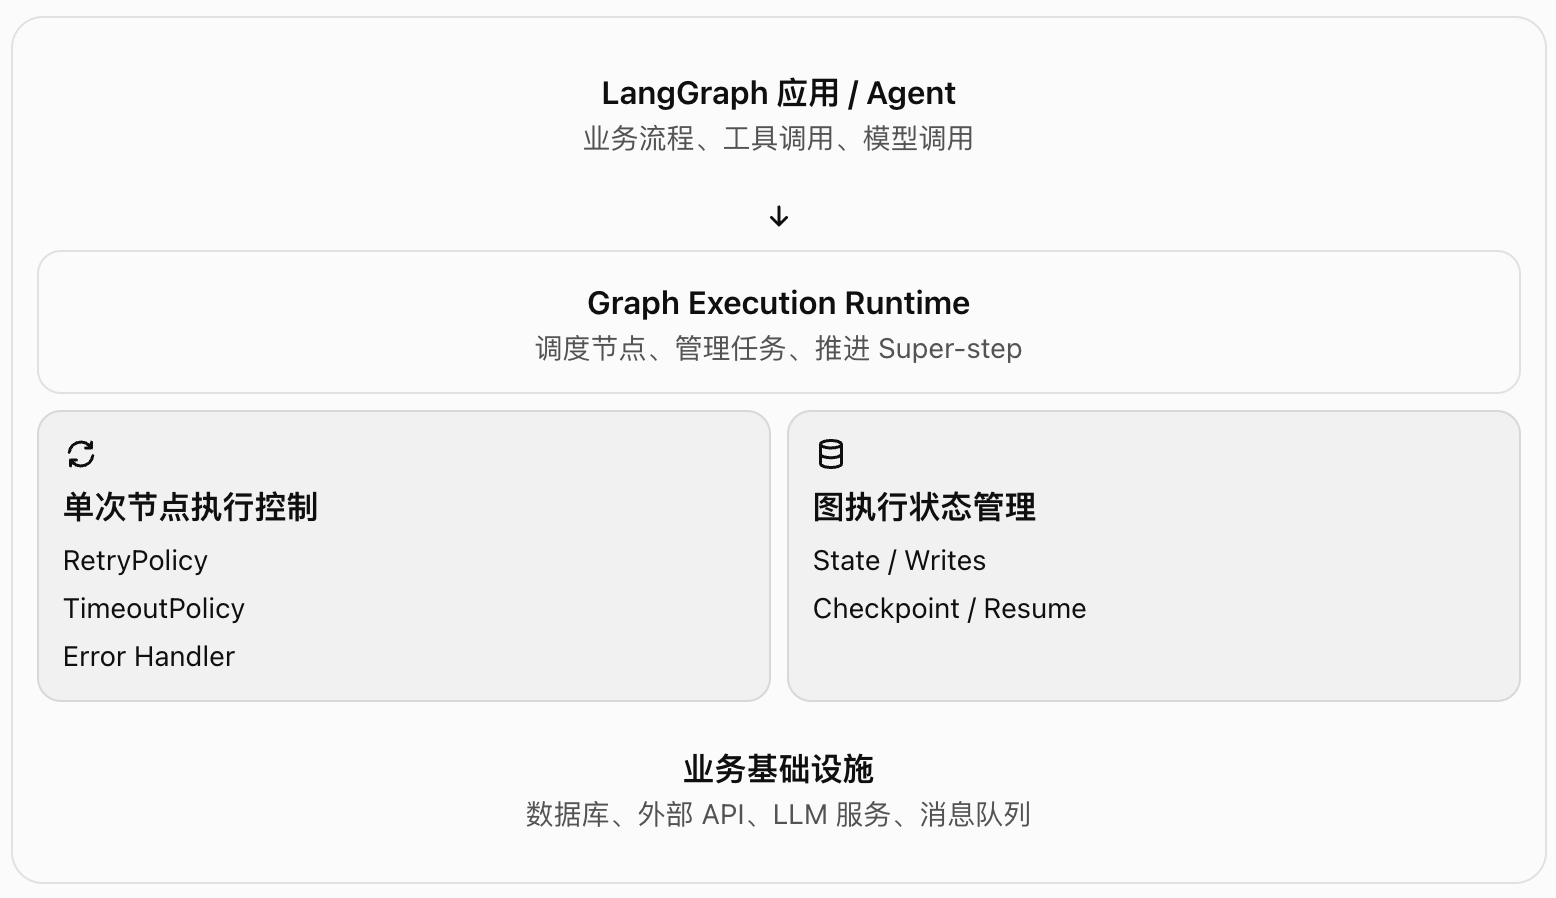 LangGraph 应用 / Agent
业务流程、工具调用、模型调用
Graph Execution Runtime
调度节点、管理任务、推进 Super-step
单次节点执行控制
RetryPolicy
TimeoutPolicy
Error Handler
图执行状态管理
State / Writes
Checkpoint / Resume
业务基础设施
数据库、外部 API、LLM 服务、消息队列